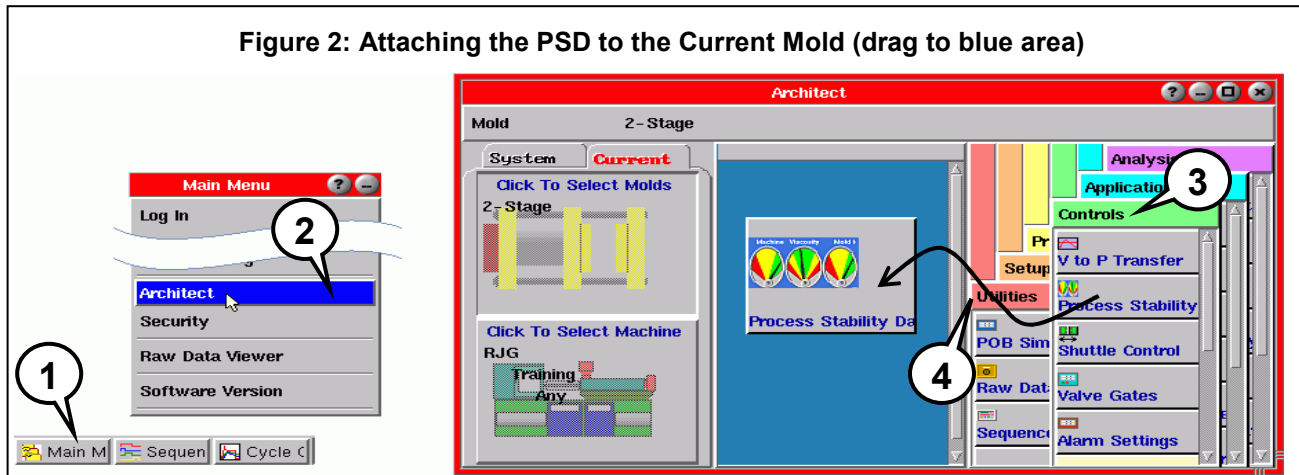 Figure 2: Attaching the PSD to the Current Mold (drag to blue area)
Main Menu
Log In
Architect
Security
Raw Data Viewer
Software Version
1
2
Main M
Sequen
Cycle C
Architect
Mold 2-Stage
System Current
Click To Select Molds
2-Stage
Click To Select Machine
RJG
Training
Any
Machine Viscosity Mold
Process Stability Da
Analysis
Application
Controls
3
Pr
Setup
Utilities
4
POB Sim
Raw Dat
Sequence
V to P Transfer
Process Stability
Shuttle Control
Valve Gates
Alarm Settings